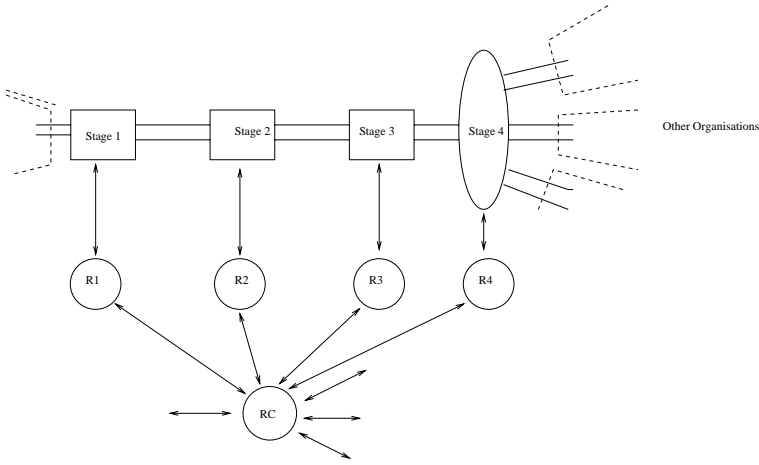 Stage 1
Stage 2
Stage 3
Stage 4
Other Organisations
R1
R2
R3
R4
RC